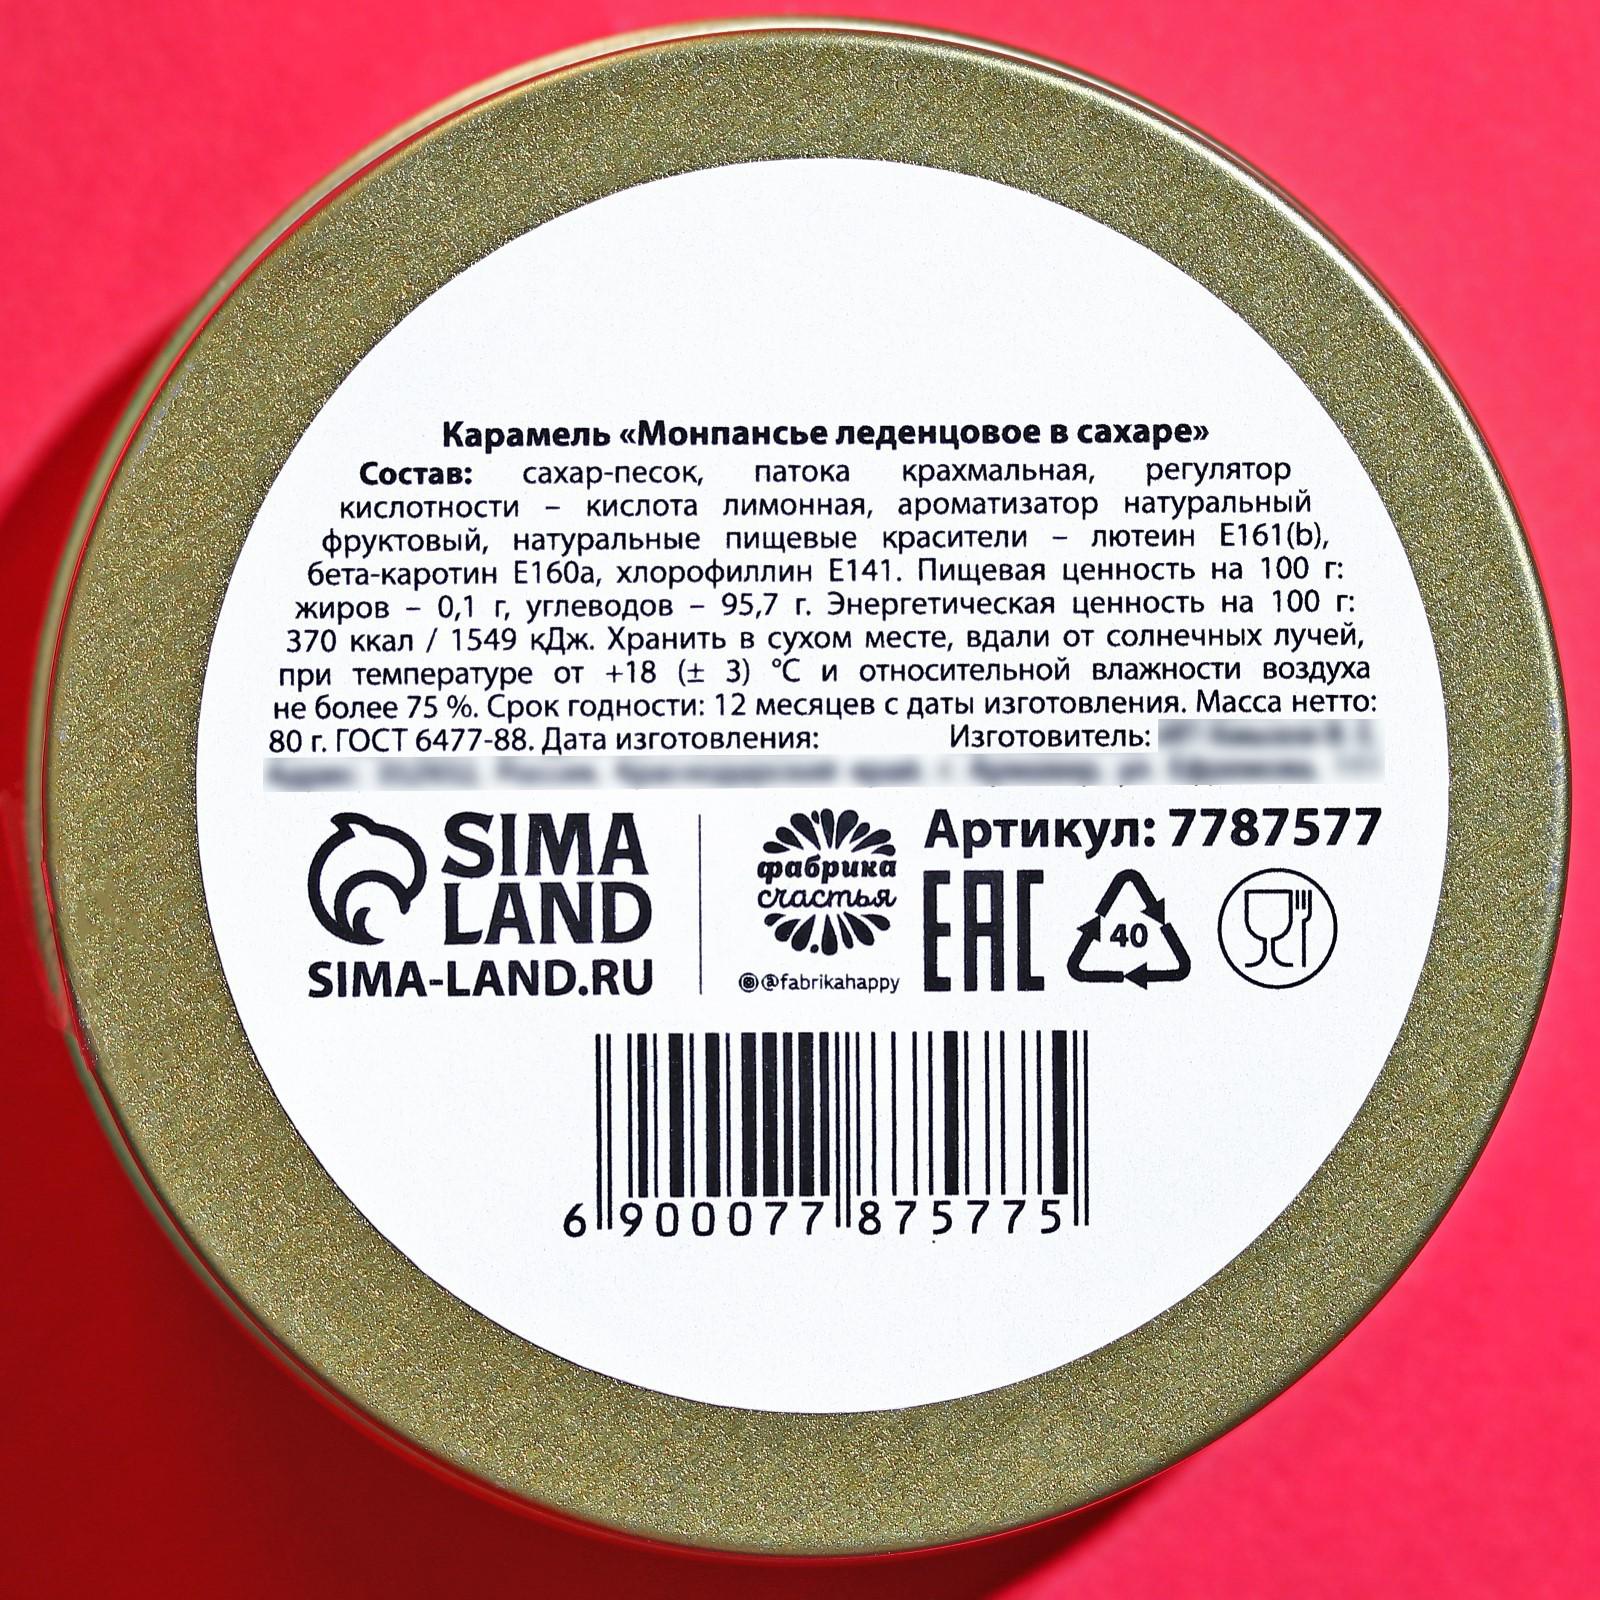 Карамель «Монпансье леденцовое в сахаре»
Состав: сахар-песок, патока крахмальная, регулятор
кислотности – кислота лимонная, ароматизатор натуральный
фруктовый, натуральные пищевые красители – лютеин Е161(b),
бета-каротин Е160а, хлорофиллин Е141. Пищевая ценность на 100 г:
жиров – 0,1 г, углеводов – 95,7 г. Энергетическая ценность на 100 г:
370 ккал / 1549 кДж. Хранить в сухом месте, вдали от солнечных лучей,
при температуре от +18 (± 3) °С и относительной влажности воздуха
не более 75 %. Срок годности: 12 месяцев с даты изготовления. Масса нетто:
80 г. ГОСТ 6477-88. Дата изготовления: Изготовитель:
SIMA
LAND
SIMA-LAND.RU
фабрика
счастья
@fabrikahappy
Артикул: 7787577
EAC
40
6 900077 875775